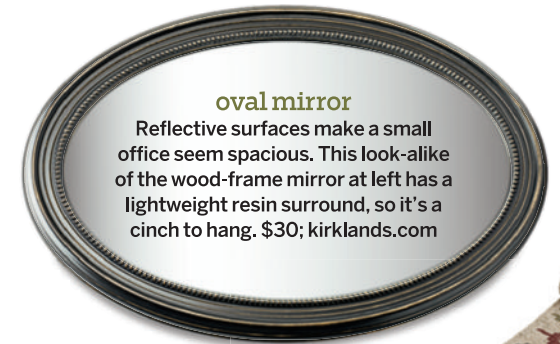 oval mirror
Reflective surfaces make a small
office seem spacious. This look-alike
of the wood-frame mirror at left has a
lightweight resin surround, so it's a
cinch to hang. $30; kirklands.com